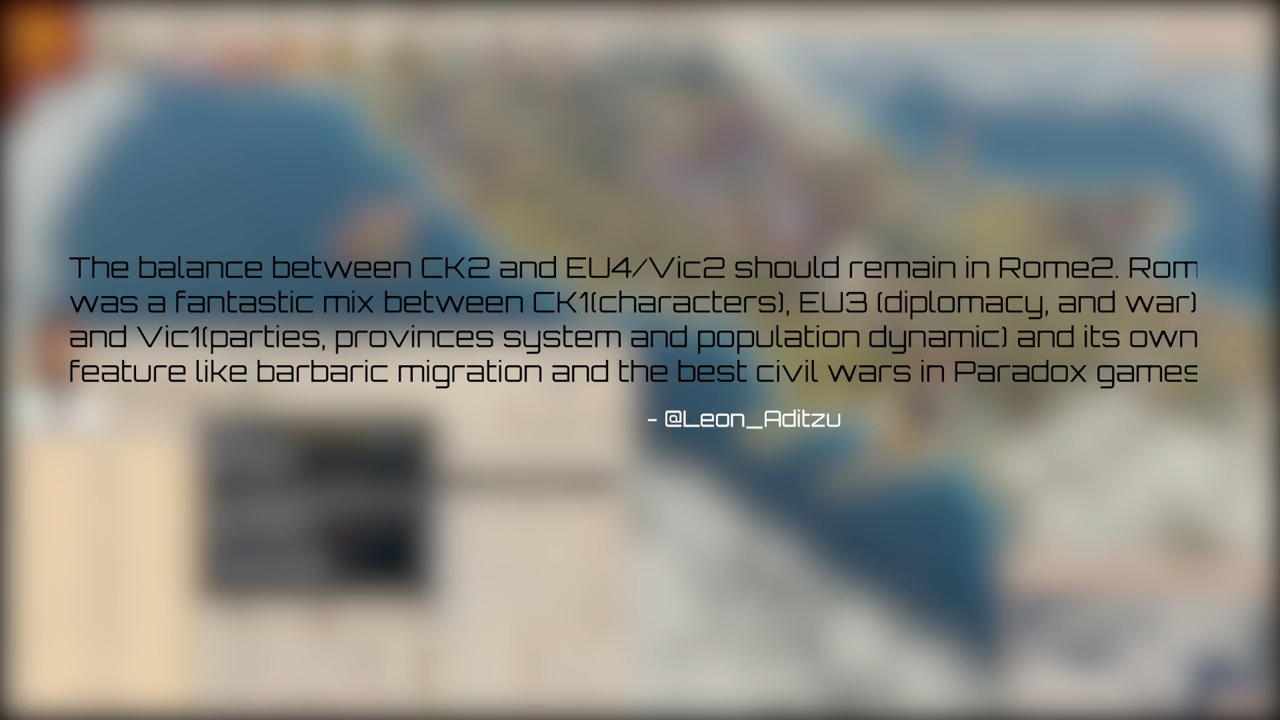 The balance between CK2 and EU4/Vic2 should remain in Rome2. Rom
was a fantastic mix between CK1(characters), EU3 (diplomacy, and war)
and Vic1(parties, provinces system and population dynamic) and its own
feature like barbaric migration and the best civil wars in Paradox games
- @Leon_Aditzu